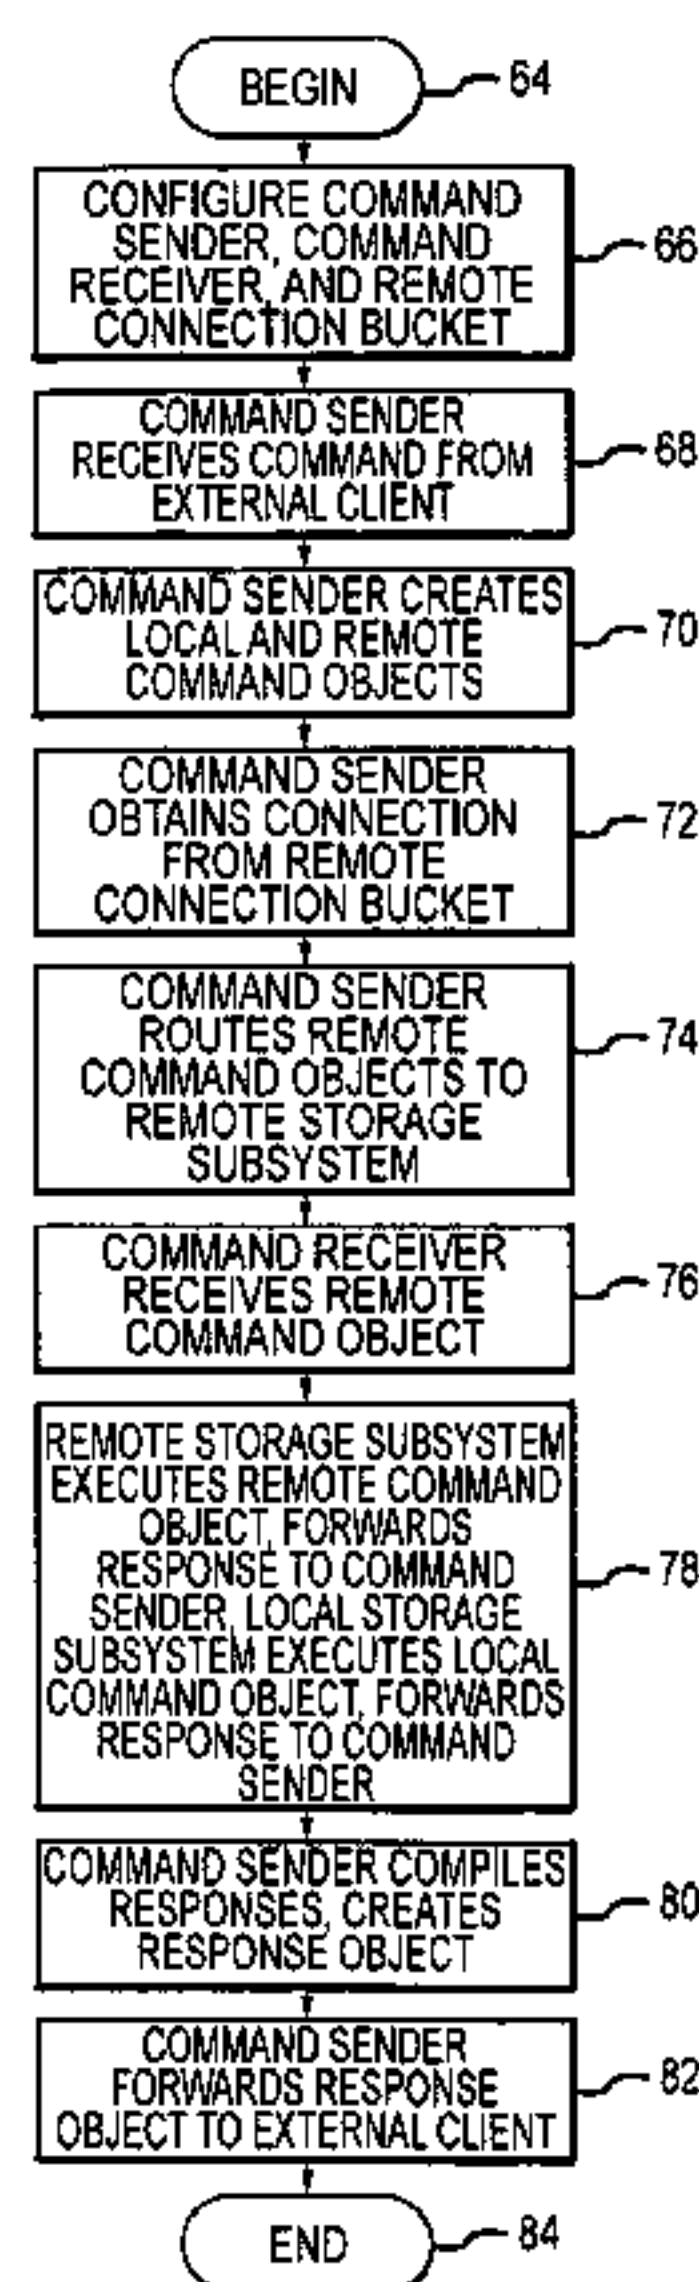 BEGIN
64
CONFIGURE COMMAND
SENDER, COMMAND
RECEIVER, AND REMOTE
CONNECTION BUCKET
66
COMMAND SENDER
RECEIVES COMMAND FROM
EXTERNAL CLIENT
68
COMMAND SENDER CREATES
LOCAL AND REMOTE
COMMAND OBJECTS
70
COMMAND SENDER
OBTAINS CONNECTION
FROM REMOTE
CONNECTION BUCKET
72
COMMAND SENDER
ROUTES REMOTE
COMMAND OBJECTS TO
REMOTE STORAGE
SUBSYSTEM
74
COMMAND RECEIVER
RECEIVES REMOTE
COMMAND OBJECT
76
REMOTE STORAGE SUBSYSTEM
EXECUTES REMOTE COMMAND
OBJECT, FORWARDS
RESPONSE TO COMMAND
SENDER, LOCAL STORAGE
SUBSYSTEM EXECUTES LOCAL
COMMAND OBJECT, FORWARDS
RESPONSE TO COMMAND
SENDER
78
COMMAND SENDER COMPILES
RESPONSES, CREATES
RESPONSE OBJECT
80
COMMAND SENDER
FORWARDS RESPONSE
OBJECT TO EXTERNAL CLIENT
82
END
84